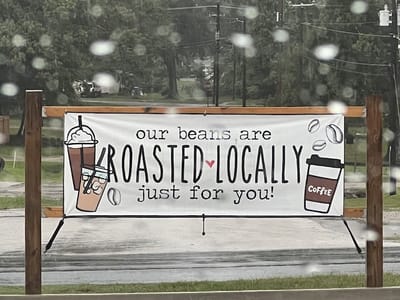 our beans are
ROASTED LOCALLY
just for you!
COFFEE